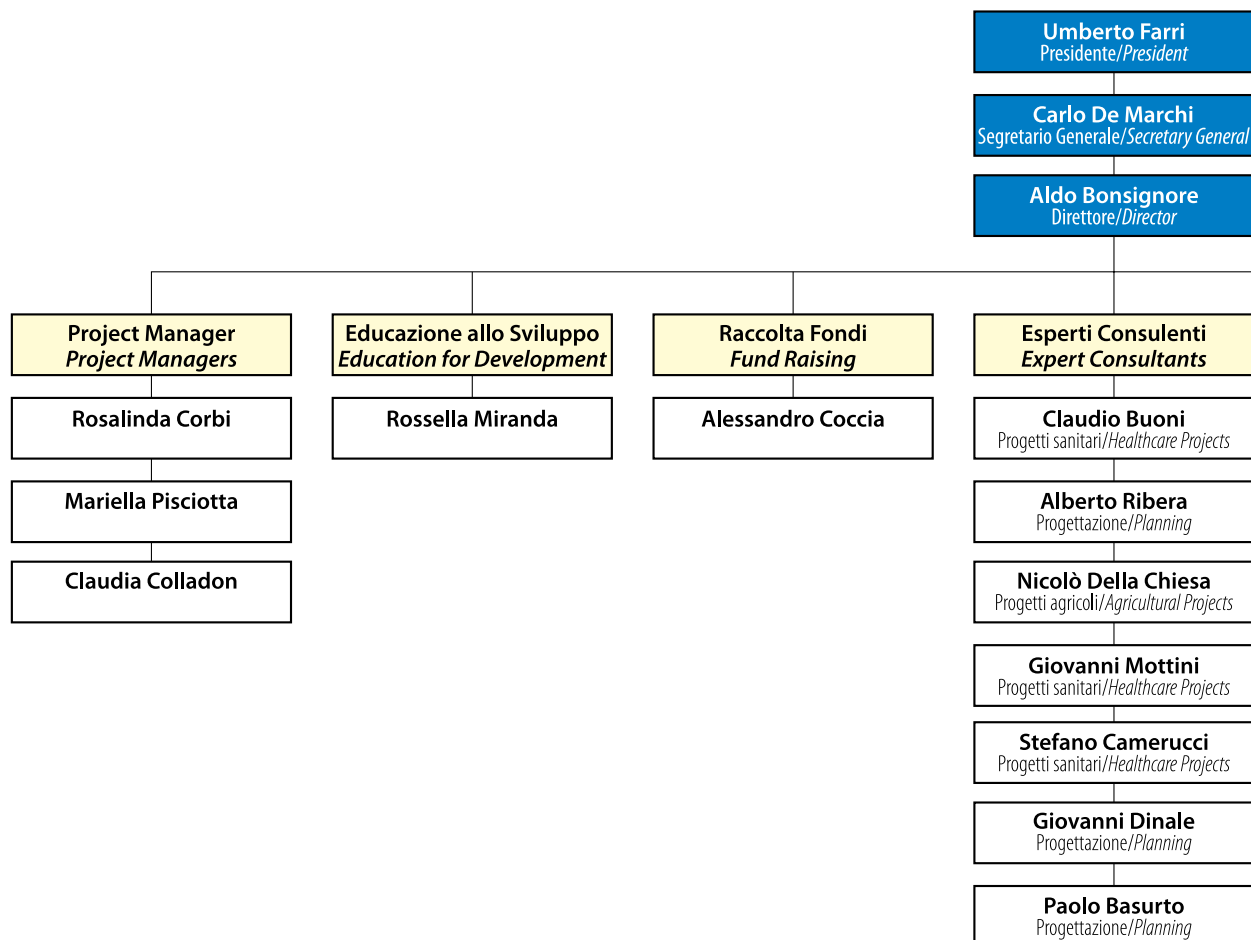 Umberto Farri
Presidente/President
Carlo De Marchi
Segretario Generale/Secretary General
Aldo Bonsignore
Direttore/Director
Project Manager
Project Managers
Rosalinda Corbi
Mariella Pisciotta
Claudia Colladon
Educazione allo Sviluppo
Education for Development
Rossella Miranda
Raccolta Fondi
Fund Raising
Alessandro Coccia
Esperti Consulenti
Expert Consultants
Claudio Buoni
Progetti sanitari/Healthcare Projects
Alberto Ribera
Progettazione/Planning
Nicolò Della Chiesa
Progetti agricoli/Agricultural Projects
Giovanni Mottini
Progetti sanitari/Healthcare Projects
Stefano Camerucci
Progetti sanitari/Healthcare Projects
Giovanni Dinale
Progettazione/Planning
Paolo Basurto
Progettazione/Planning